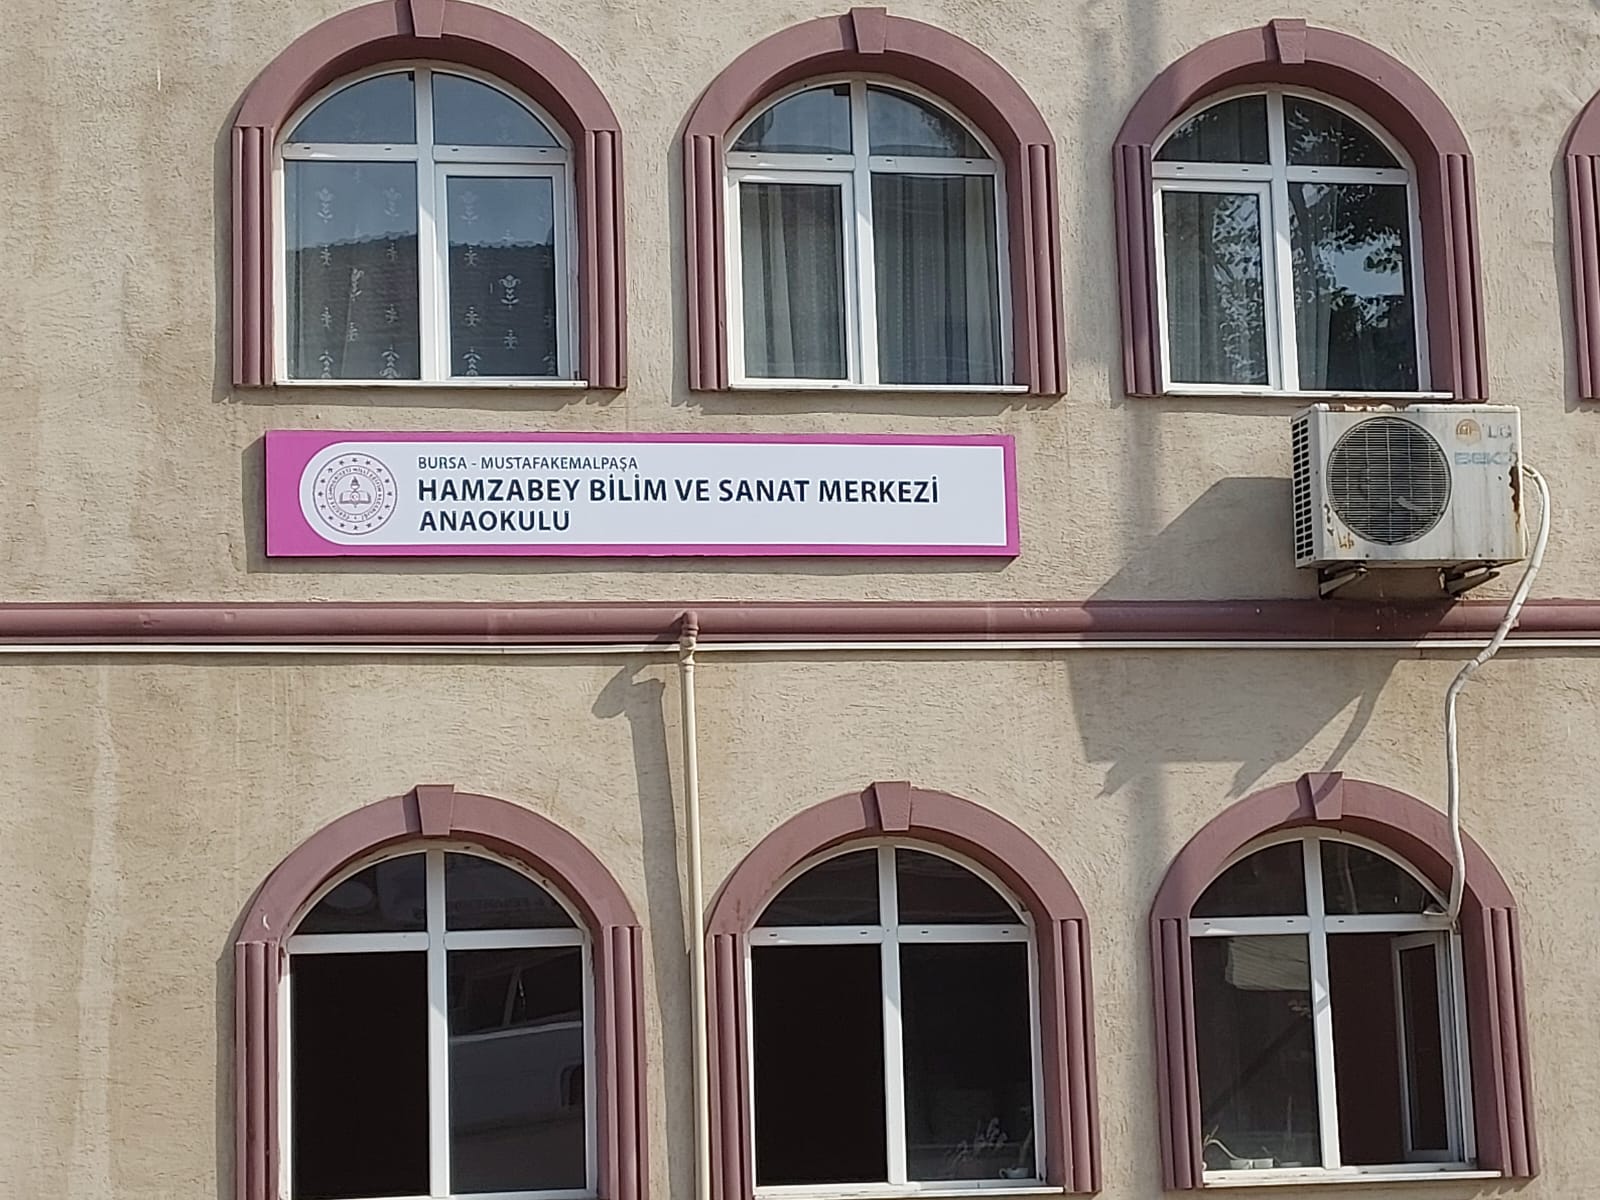 BURSA - MUSTAFAKEMALPAŞA
HAMZABEY BİLİM VE SANAT MERKEZİ
ANAOKULU
LG
BEKO